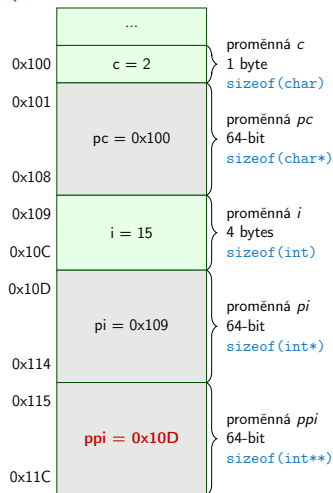 ...
proměnná c
0x100
c = 2
1 byte
sizeof(char)
0x101
proměnná pc
pc = 0x100
64-bit
sizeof(char*)
0x108
0x109
proměnná i
i = 15
4 bytes
0x10C
sizeof(int)
0x10D
proměnná pi
pi = 0x109
64-bit
sizeof(int*)
0x114
0x115
proměnná ppi
ppi = 0x10D
64-bit
sizeof(int**)
0x11C